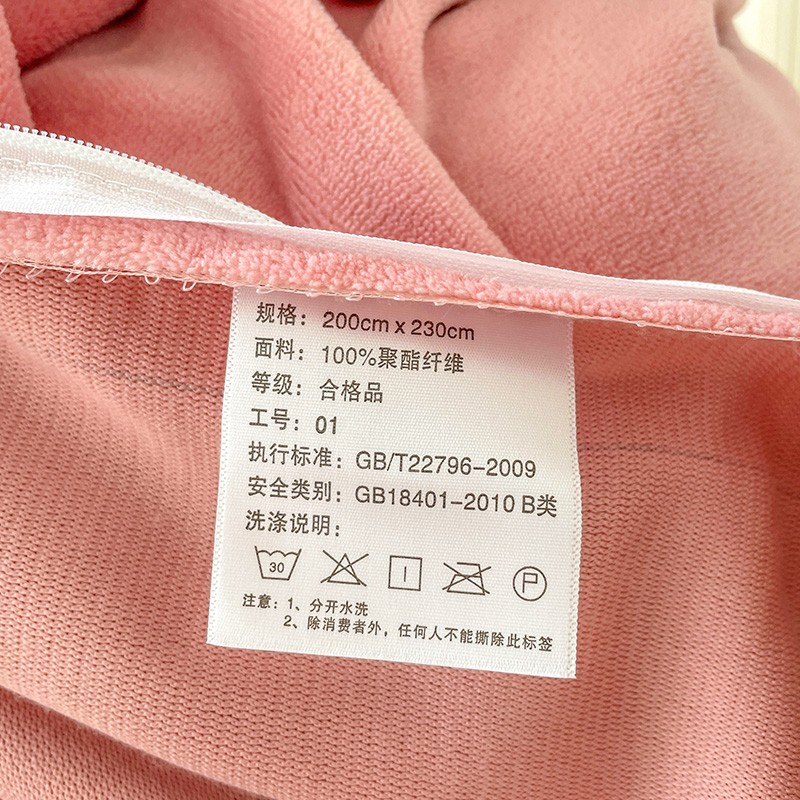 规格：200cm x 230cm
面料：100%聚酯纤维
等级：合格品
工号：01
执行标准：GB/T22796-2009
安全类别：GB18401-2010 B类
洗涤说明：
30 P
注意：1、分开水洗
2、除消费者外，任何人不能撕除此标签